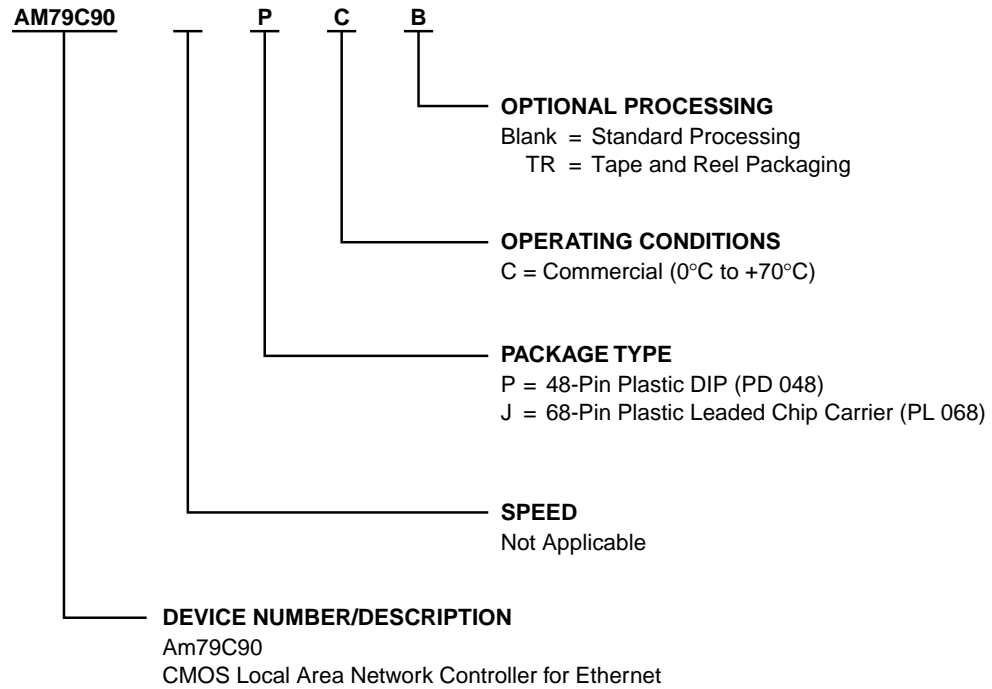 AM79C90 P C B
OPTIONAL PROCESSING
Blank = Standard Processing
TR = Tape and Reel Packaging
OPERATING CONDITIONS
C = Commercial (0°C to +70°C)
PACKAGE TYPE
P = 48-Pin Plastic DIP (PD 048)
J = 68-Pin Plastic Leaded Chip Carrier (PL 068)
SPEED
Not Applicable
DEVICE NUMBER/DESCRIPTION
Am79C90
CMOS Local Area Network Controller for Ethernet